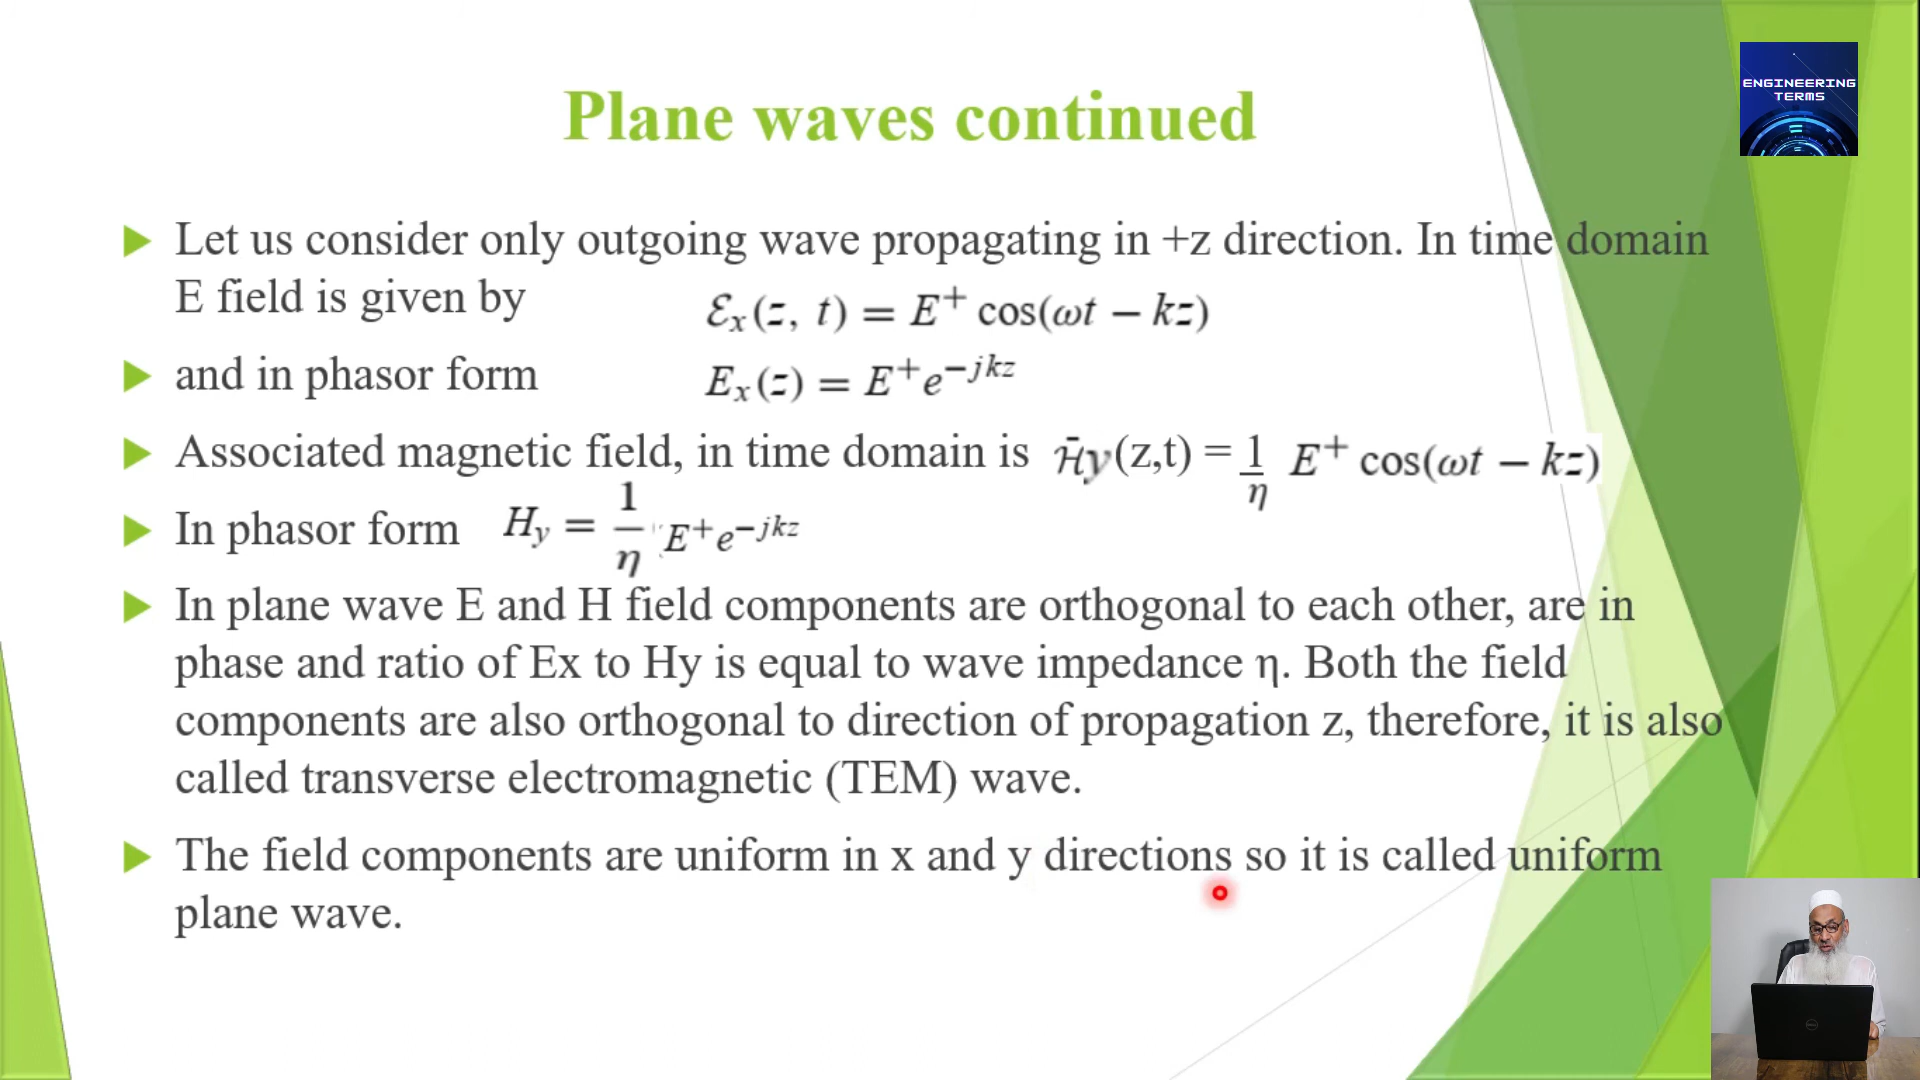 Plane waves continued
ENGINEERING
TERMS
Let us consider only outgoing wave propagating in +z direction. In time domain
E field is given by ℰₓ(z, t) = E⁺ cos(ωt − kz)
and in phasor form Eₓ(z) = E⁺e^−jkz
Associated magnetic field, in time domain is ℋ̄y(z,t) = 1/η E⁺ cos(ωt − kz)
In phasor form H_y = 1/η E⁺e^−jkz
In plane wave E and H field components are orthogonal to each other, are in
phase and ratio of Ex to Hy is equal to wave impedance η. Both the field
components are also orthogonal to direction of propagation z, therefore, it is also
called transverse electromagnetic (TEM) wave.
The field components are uniform in x and y directions so it is called uniform
plane wave.